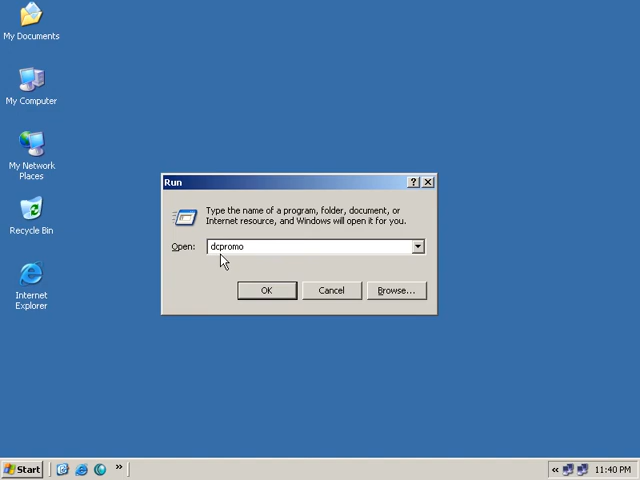 My Documents
My Computer
My Network
Places
Recycle Bin
Internet
Explorer
Run
Type the name of a program, folder, document, or
Internet resource, and Windows will open it for you.
Open: dcpromo
OK Cancel Browse...
Start 11:40 PM